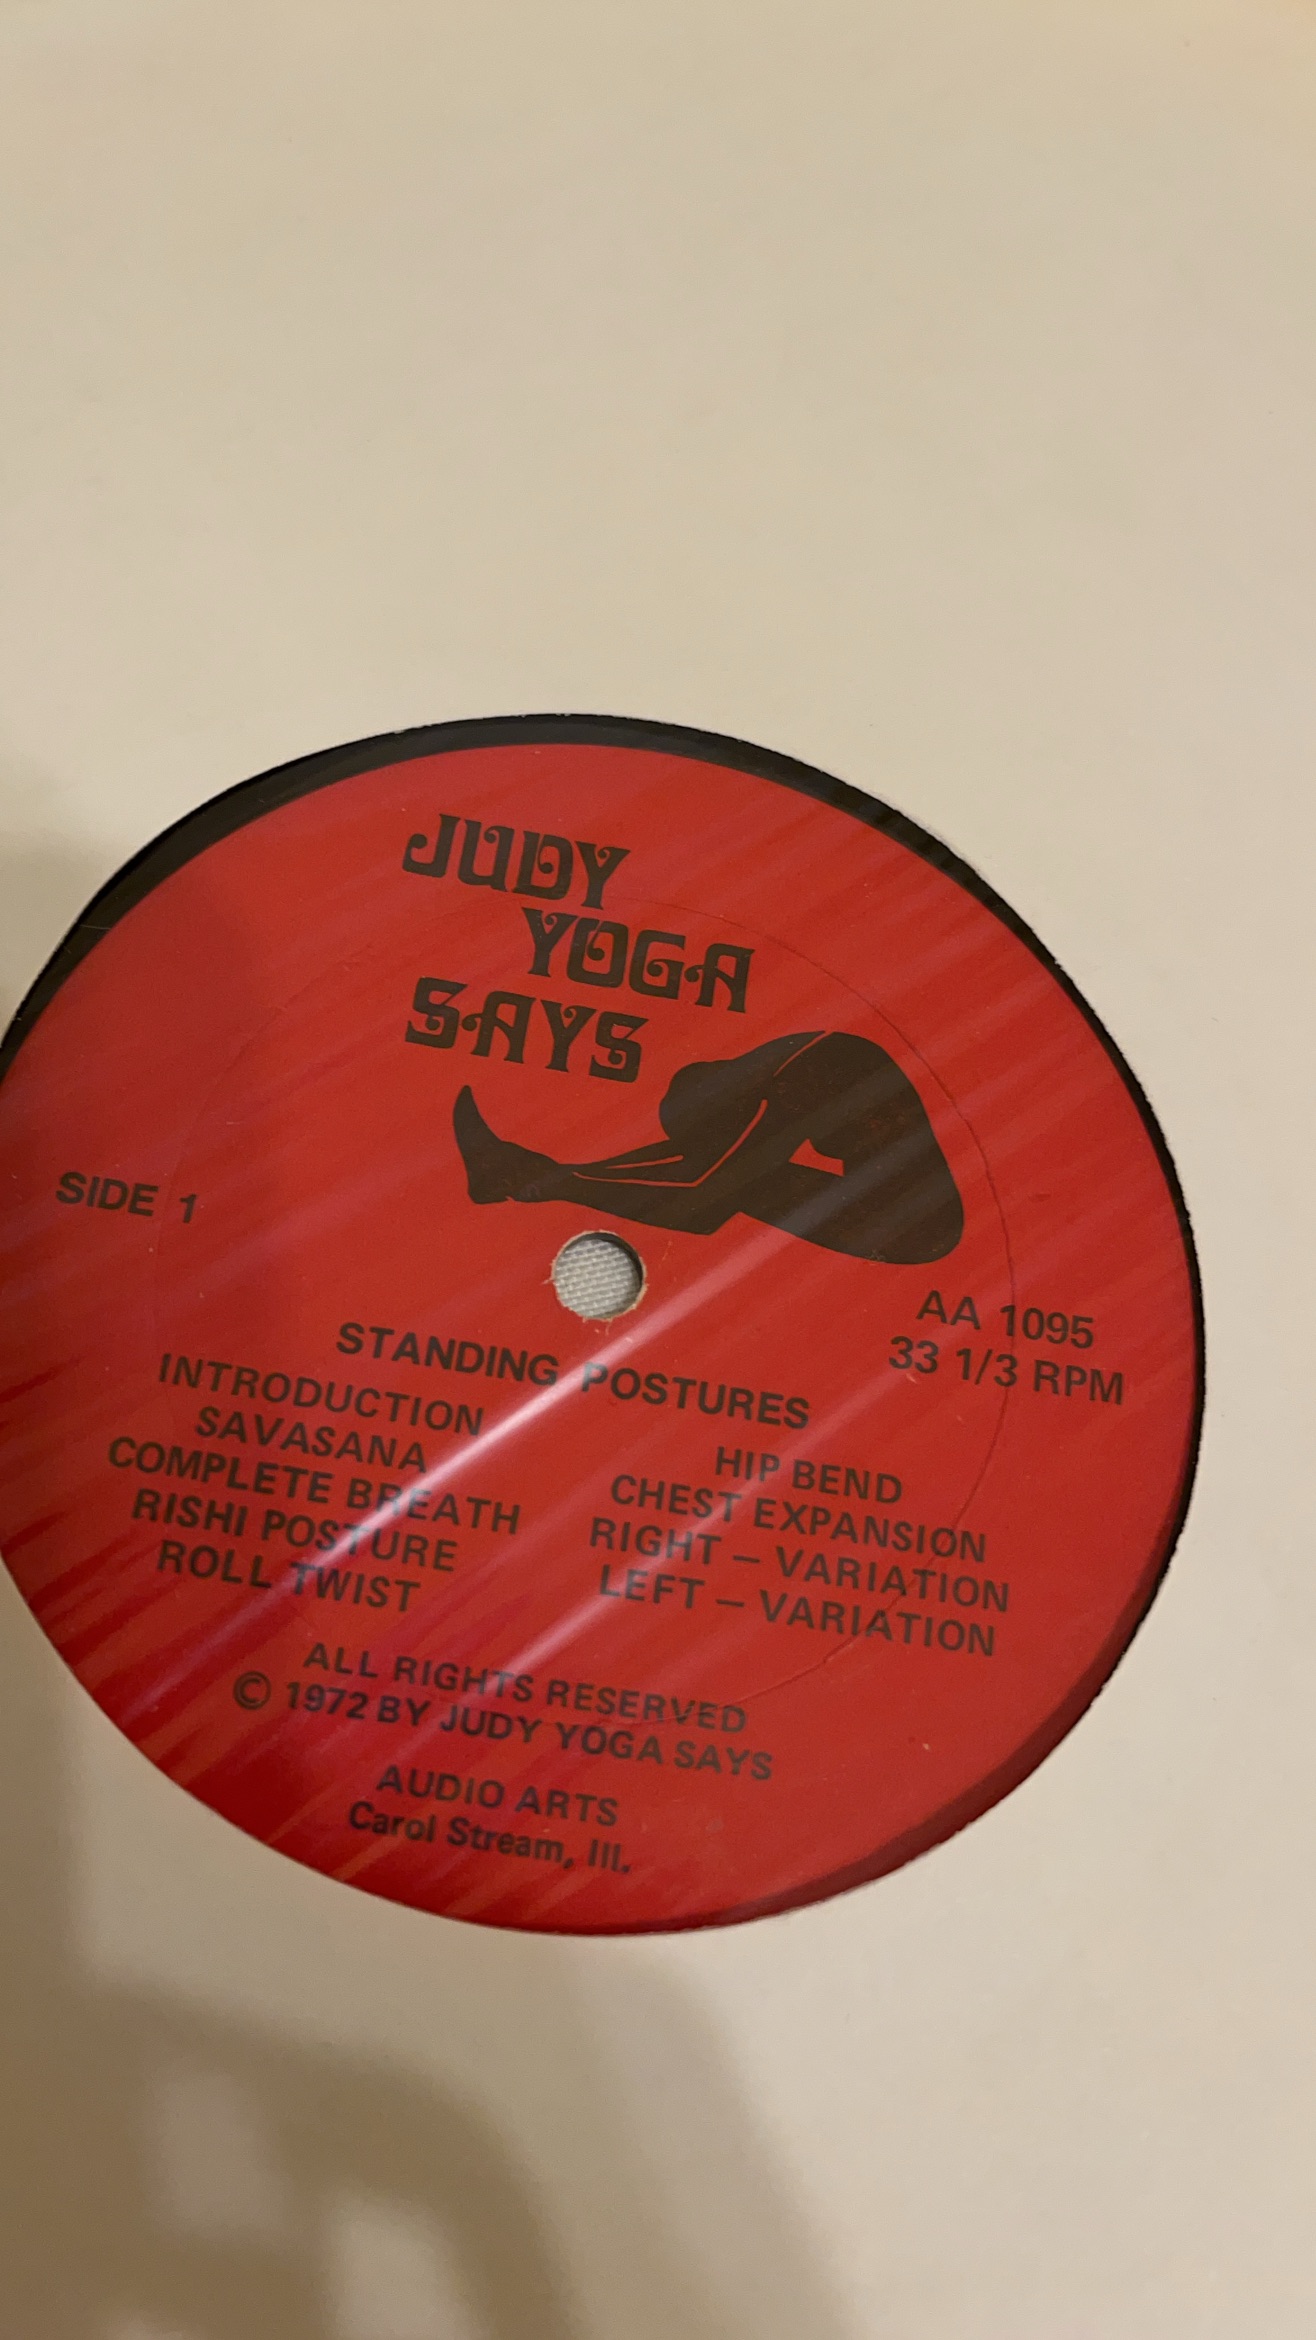 JUDY
YOGA
SAYS
SIDE 1
AA 1095
33 1/3 RPM
STANDING POSTURES
INTRODUCTION
SAVASANA
COMPLETE BREATH
RISHI POSTURE
ROLL TWIST
HIP BEND
CHEST EXPANSION
RIGHT – VARIATION
LEFT – VARIATION
ALL RIGHTS RESERVED
© 1972 BY JUDY YOGA SAYS
AUDIO ARTS
Carol Stream, Ill.